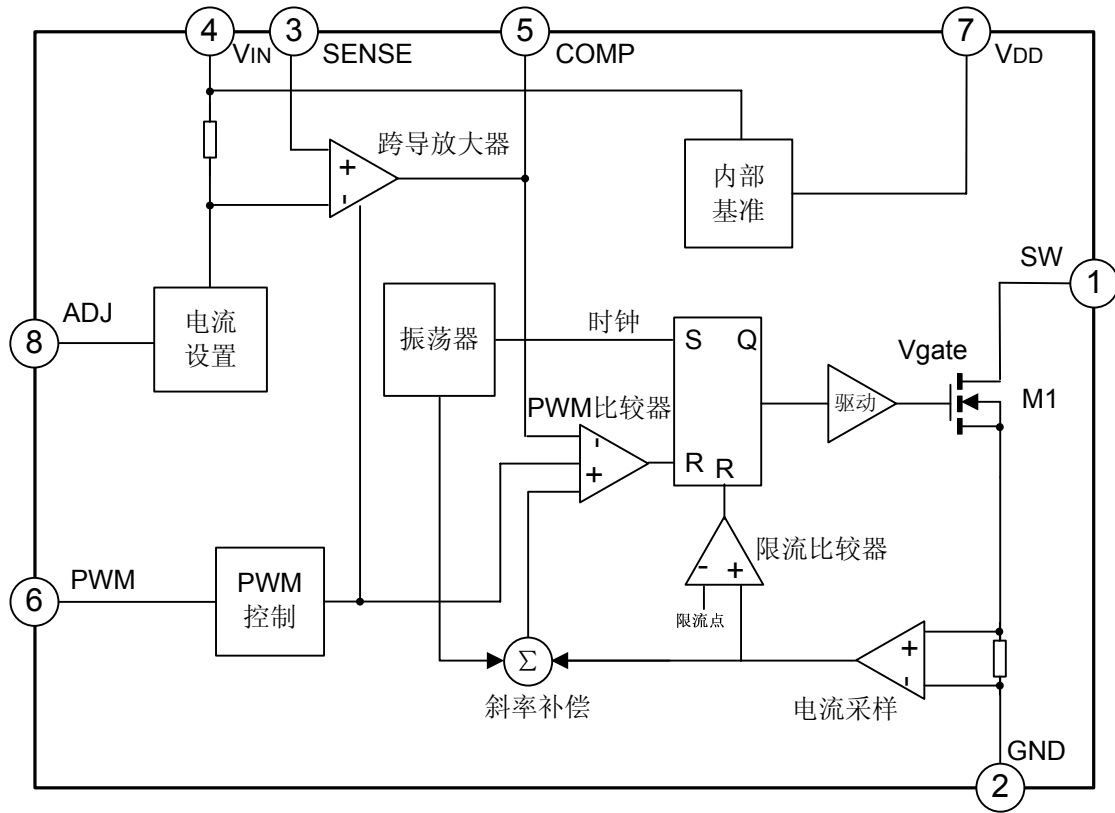 4
VIN
3
SENSE
5
COMP
7
VDD
跨导放大器
+
-
内部
基准
SW
1
ADJ
8
电流
设置
振荡器
时钟
S
Q
Vgate
驱动
M1
PWM比较器
-
+
R
R
限流比较器
-
+
限流点
PWM
6
PWM
控制
Σ
斜率补偿
+
-
电流采样
GND
2